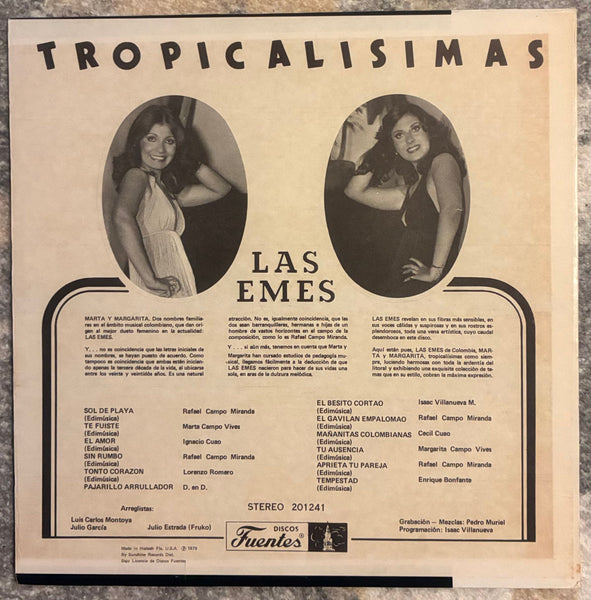 TROPICALISIMAS
LAS
EMES
MARTA Y MARGARITA. Dos nombres familia-
res en el ámbito musical colombiano, que dan ori-
gen al mejor dueto femenino en la actualidad:
LAS EMES.
Y. . . no es coincidencia que las letras iniciales de
sus nombres, se hayan puesto de acuerdo. Como
tampoco es coincidencia que ambas están inician-
do apenas la tercera década de la vida, al ubicarse
entre los veinte y veintidós años. Es una natural
atracción. No es, igualmente coincidencia, que las
dos sean barranquilleras, hermanas e hijas de un
hombre de vastos horizontes en el campo de la
composición, como lo es Rafael Campo Miranda.
Y. . . si aún más, tenemos en cuenta que Marta y
Margarita han cursado estudios de pedagogía mu-
sical, llegamos fácilmente a la deducción de que
LAS EMES nacieron para hacer de sus vidas una
sola, en aras de la dulzura melódica.
LAS EMES revelan en sus fibras más sensibles, en
sus voces cálidas y suspirosas y en sus rostros es-
plendorosos, toda una vena artística, cuyo caudal
desemboca en este disco.
Aquí están pues, LAS EMES de Colombia, MAR-
TA y MARGARITA, tropicalísimas como siem-
pre, luciendo hermosas con toda la ardentía del
litoral y exhibiendo una exquisita colección de te-
mas que en su estilo, cobran la máxima expresión.
SOL DE PLAYA Rafael Campo Miranda
(Edimúsica)
TE FUISTE Marta Campo Vives
(Edimúsica)
EL AMOR Ignacio Cuao
(Edimúsica)
SIN RUMBO Rafael Campo Miranda
(Edimúsica)
TONTO CORAZON Lorenzo Romero
(Edimúsica)
PAJARILLO ARRULLADOR D. en D.
EL BESITO CORTAO Isaac Villanueva M.
(Edimúsica)
EL GAVILAN EMPALOMAO Rafael Campo Miranda
(Edimúsica)
MAÑANITAS COLOMBIANAS Cecil Cuao
(Edimúsica)
TU AUSENCIA Margarita Campo Vives
(Edimúsica)
APRIETA TU PAREJA Rafael Campo Miranda
(Edimúsica)
TEMPESTAD Enrique Bonfante
(Edimúsica)
Arreglistas:
Luis Carlos Montoya
Julio García Julio Estrada (Fruko)
STEREO 201241
DISCOS
Fuentes®
Grabación — Mezclas: Pedro Muriel
Programación: Isaac Villanueva
Made in Hialeah Fla. U.S.A. ℗ 1979
By Sunshine Records Dist.
Bajo Licencia de Discos Fuentes